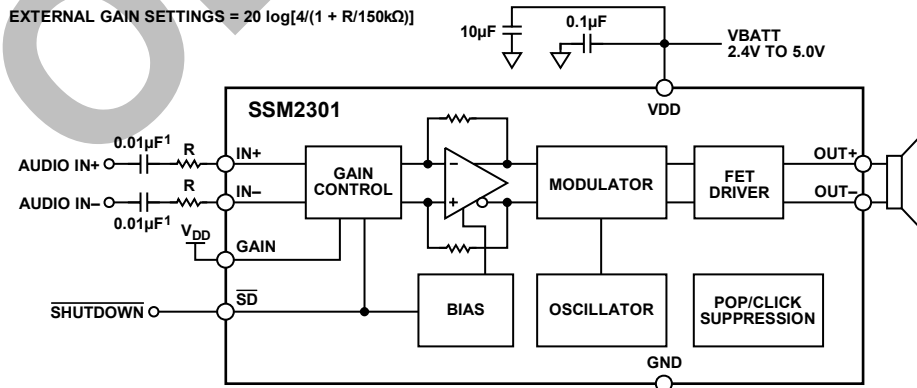 EXTERNAL GAIN SETTINGS = 20 log[4/(1 + R/150kΩ)]
10µF
0.1µF
VBATT
2.4V TO 5.0V
VDD
SSM2301
0.01µF1
R
AUDIO IN+
IN+
GAIN
CONTROL
MODULATOR
FET
DRIVER
OUT+
AUDIO IN–
R
IN–
OUT–
0.01µF1
VDD
GAIN
SHUTDOWN
SD
BIAS
OSCILLATOR
POP/CLICK
SUPPRESSION
GND